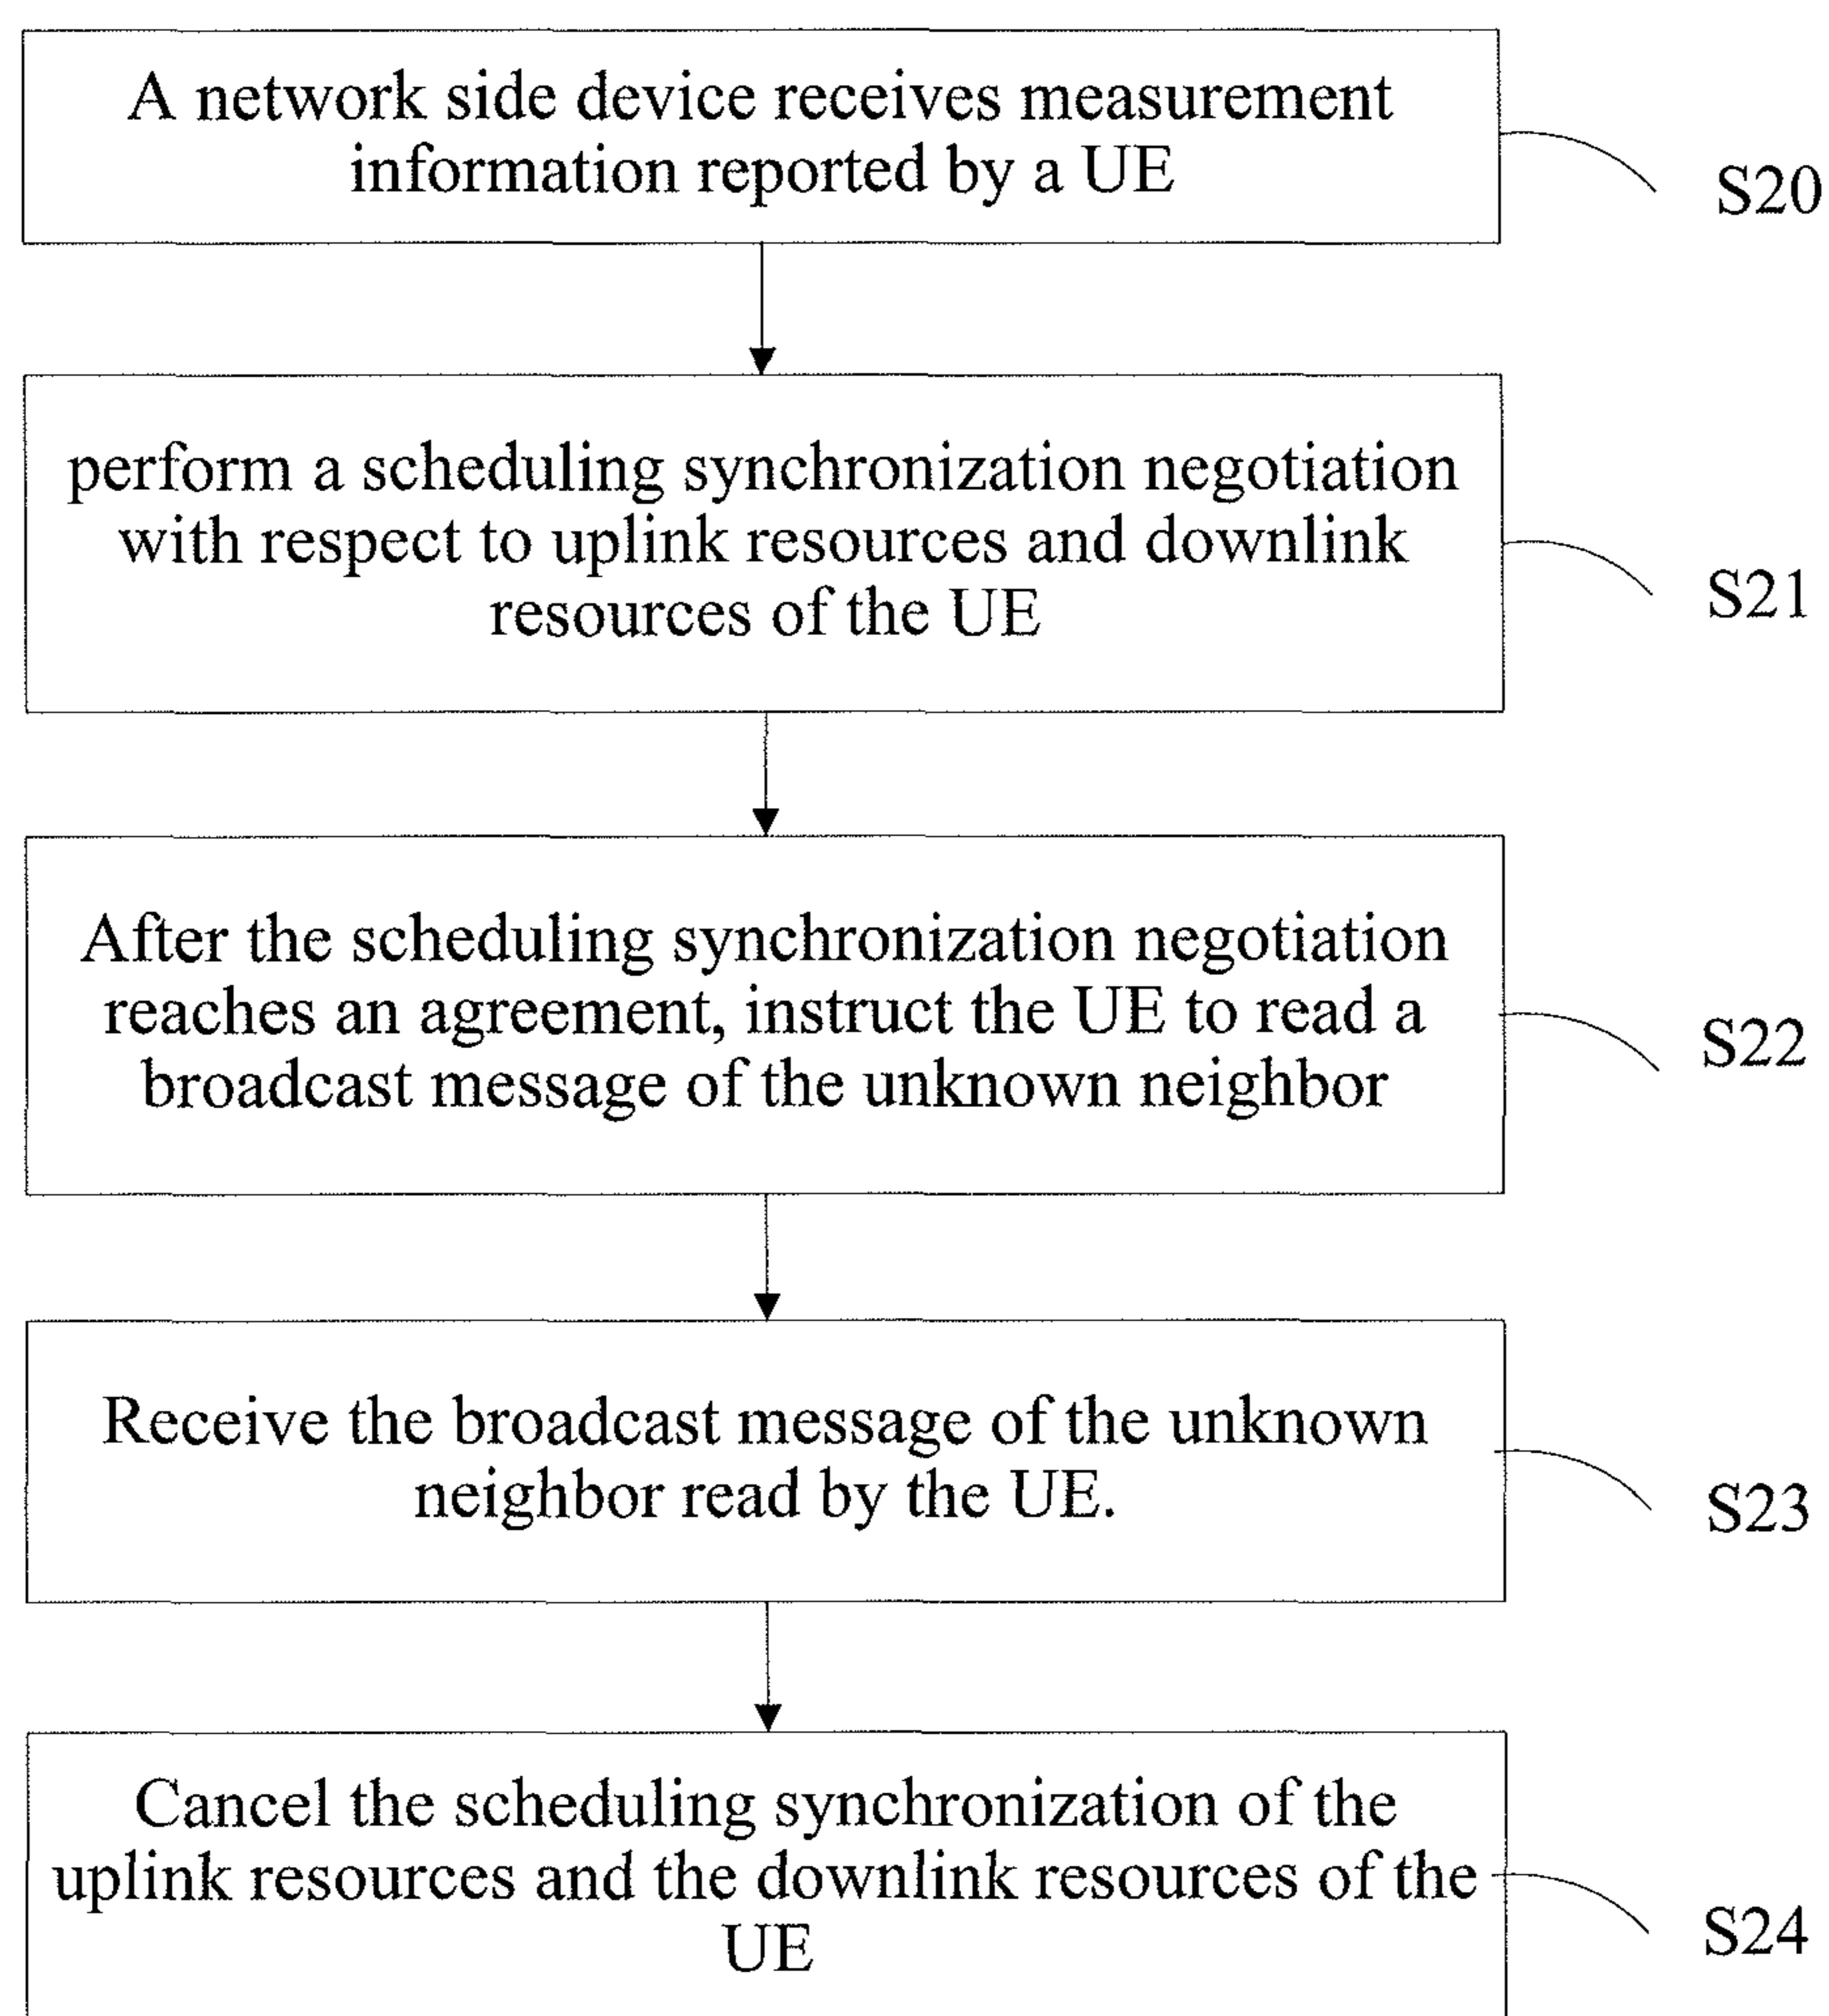 A network side device receives measurement
information reported by a UE
S20
perform a scheduling synchronization negotiation
with respect to uplink resources and downlink
resources of the UE
S21
After the scheduling synchronization negotiation
reaches an agreement, instruct the UE to read a
broadcast message of the unknown neighbor
S22
Receive the broadcast message of the unknown
neighbor read by the UE.
S23
Cancel the scheduling synchronization of the
uplink resources and the downlink resources of the
UE
S24